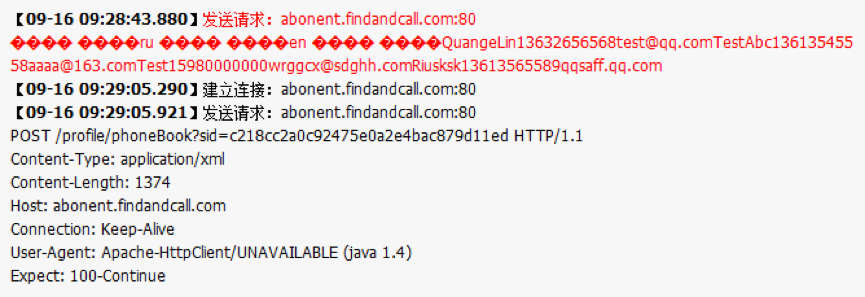 【09-16 09:28:43.880】发送请求：abonent.findandcall.com:80
���� ����ru ���� ����en ���� ����QuangeLin13632656568test@qq.comTestAbc136135455
58aaaa@163.comTest15980000000wrggcx@sdghh.comRiusksk13613565589qqsaff.qq.com
【09-16 09:29:05.290】建立连接：abonent.findandcall.com:80
【09-16 09:29:05.921】发送请求：abonent.findandcall.com:80
POST /profile/phoneBook?sid=c218cc2a0c92475e0a2e4bac879d11ed HTTP/1.1
Content-Type: application/xml
Content-Length: 1374
Host: abonent.findandcall.com
Connection: Keep-Alive
User-Agent: Apache-HttpClient/UNAVAILABLE (java 1.4)
Expect: 100-Continue